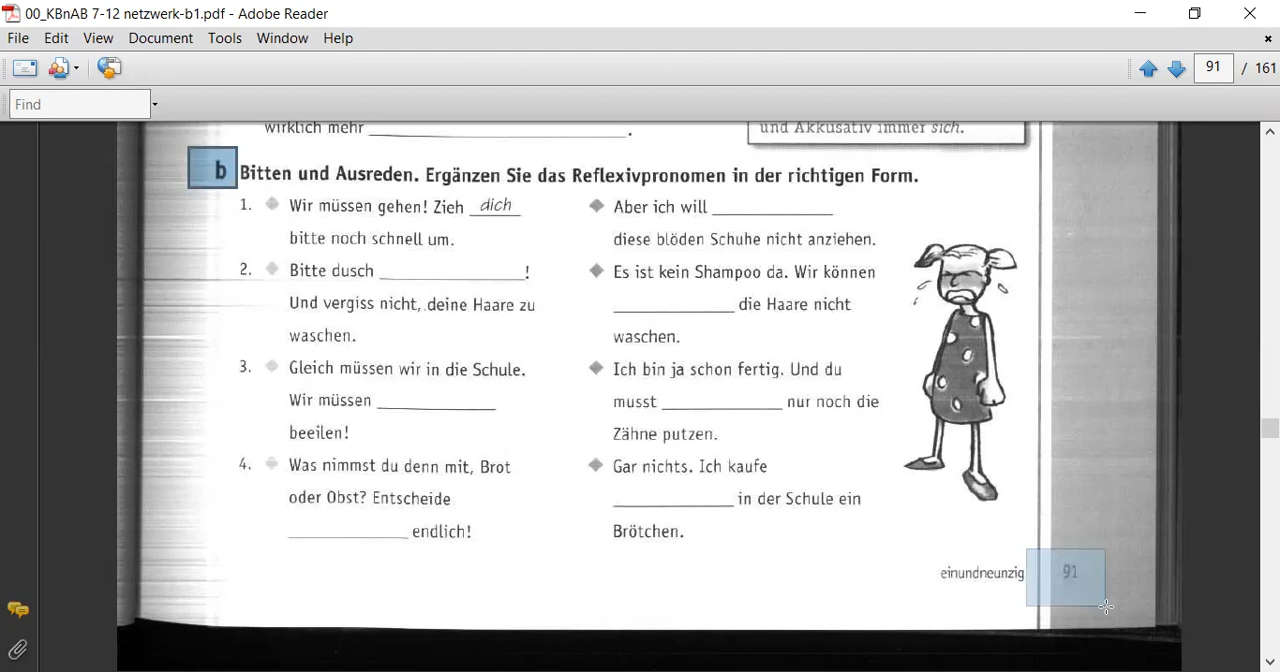 00_KBnAB 7-12 netzwerk-b1.pdf - Adobe Reader
File Edit View Document Tools Window Help
91 / 161
Find
wirklich mehr ____________.
und Akkusativ immer sich.
b Bitten und Ausreden. Ergänzen Sie das Reflexivpronomen in der richtigen Form.
1. Wir müssen gehen! Zieh dich
bitte noch schnell um.
Aber ich will ____________
diese blöden Schuhe nicht anziehen.
2. Bitte dusch ____________!
Und vergiss nicht, deine Haare zu
waschen.
Es ist kein Shampoo da. Wir können
____________ die Haare nicht
waschen.
3. Gleich müssen wir in die Schule.
Wir müssen ____________
beeilen!
Ich bin ja schon fertig. Und du
musst ____________ nur noch die
Zähne putzen.
4. Was nimmst du denn mit, Brot
oder Obst? Entscheide
____________ endlich!
Gar nichts. Ich kaufe
____________ in der Schule ein
Brötchen.
einundneunzig 91